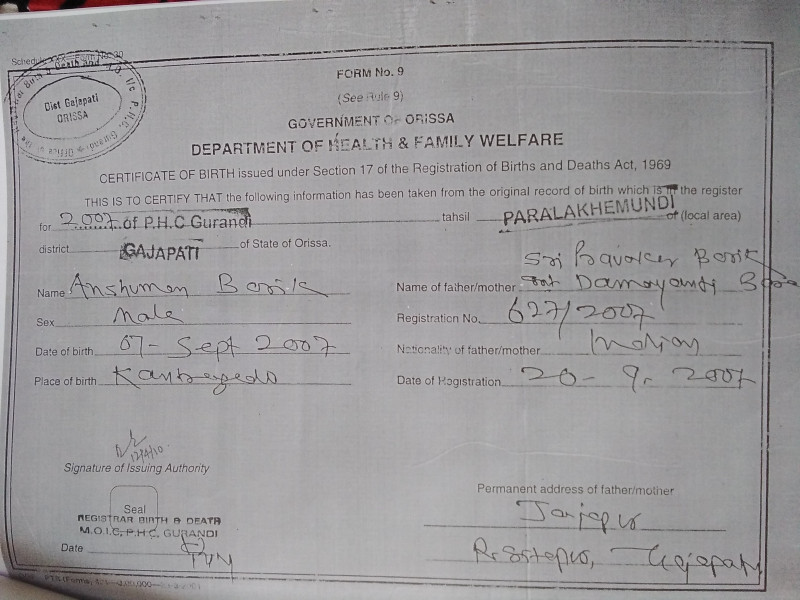 FORM No. 9
(See Rule 9)
Dist Gajapati
ORISSA
GOVERNMENT OF ORISSA
DEPARTMENT OF HEALTH & FAMILY WELFARE
CERTIFICATE OF BIRTH issued under Section 17 of the Registration of Births and Deaths Act, 1969
THIS IS TO CERTIFY THAT the following information has been taken from the original record of birth which is in the register
for 2007 of P.H.C Gurandi tahsil PARALAKHEMUNDI of (local area)
district GAJAPATI of State of Orissa.
Sri
Name Anshuman Barik Name of father/mother Damayanti
Sex Male Registration No. 627/2007
Date of birth 07-Sept 2007 Nationality of father/mother Indian
Place of birth Date of Registration 20-9-2007
12/4/10
Signature of Issuing Authority
Seal
REGISTRAR BIRTH & DEATH
M.O.I.C, P.H.C. GURANDI
Date
Permanent address of father/mother
Gajapati